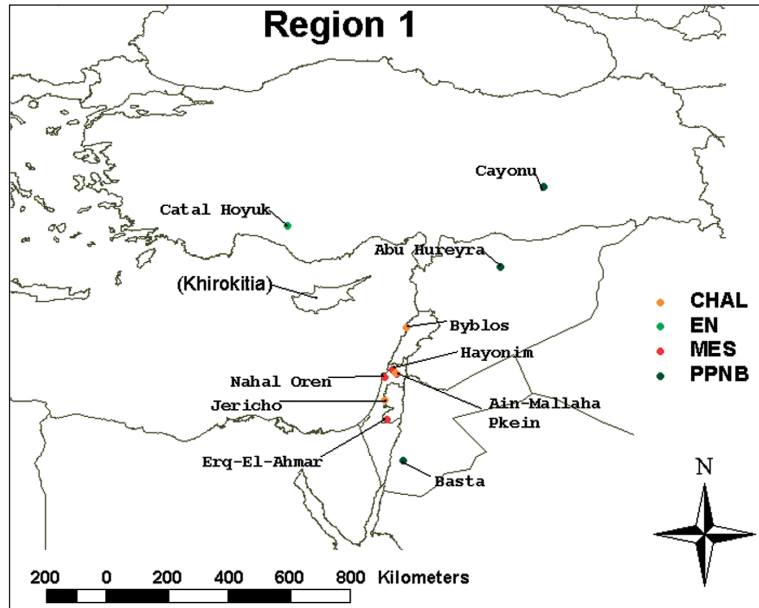 Region 1
Cayonu
Catal Hoyuk
Abu Hureyra
(Khirokitia)
CHAL
Byblos
EN
Hayonim
MES
PPNB
Nahal Oren
Jericho
Ain-Mallaha
Pkein
Erq-El-Ahmar
Basta
N
200 0 200 400 600 800 Kilometers